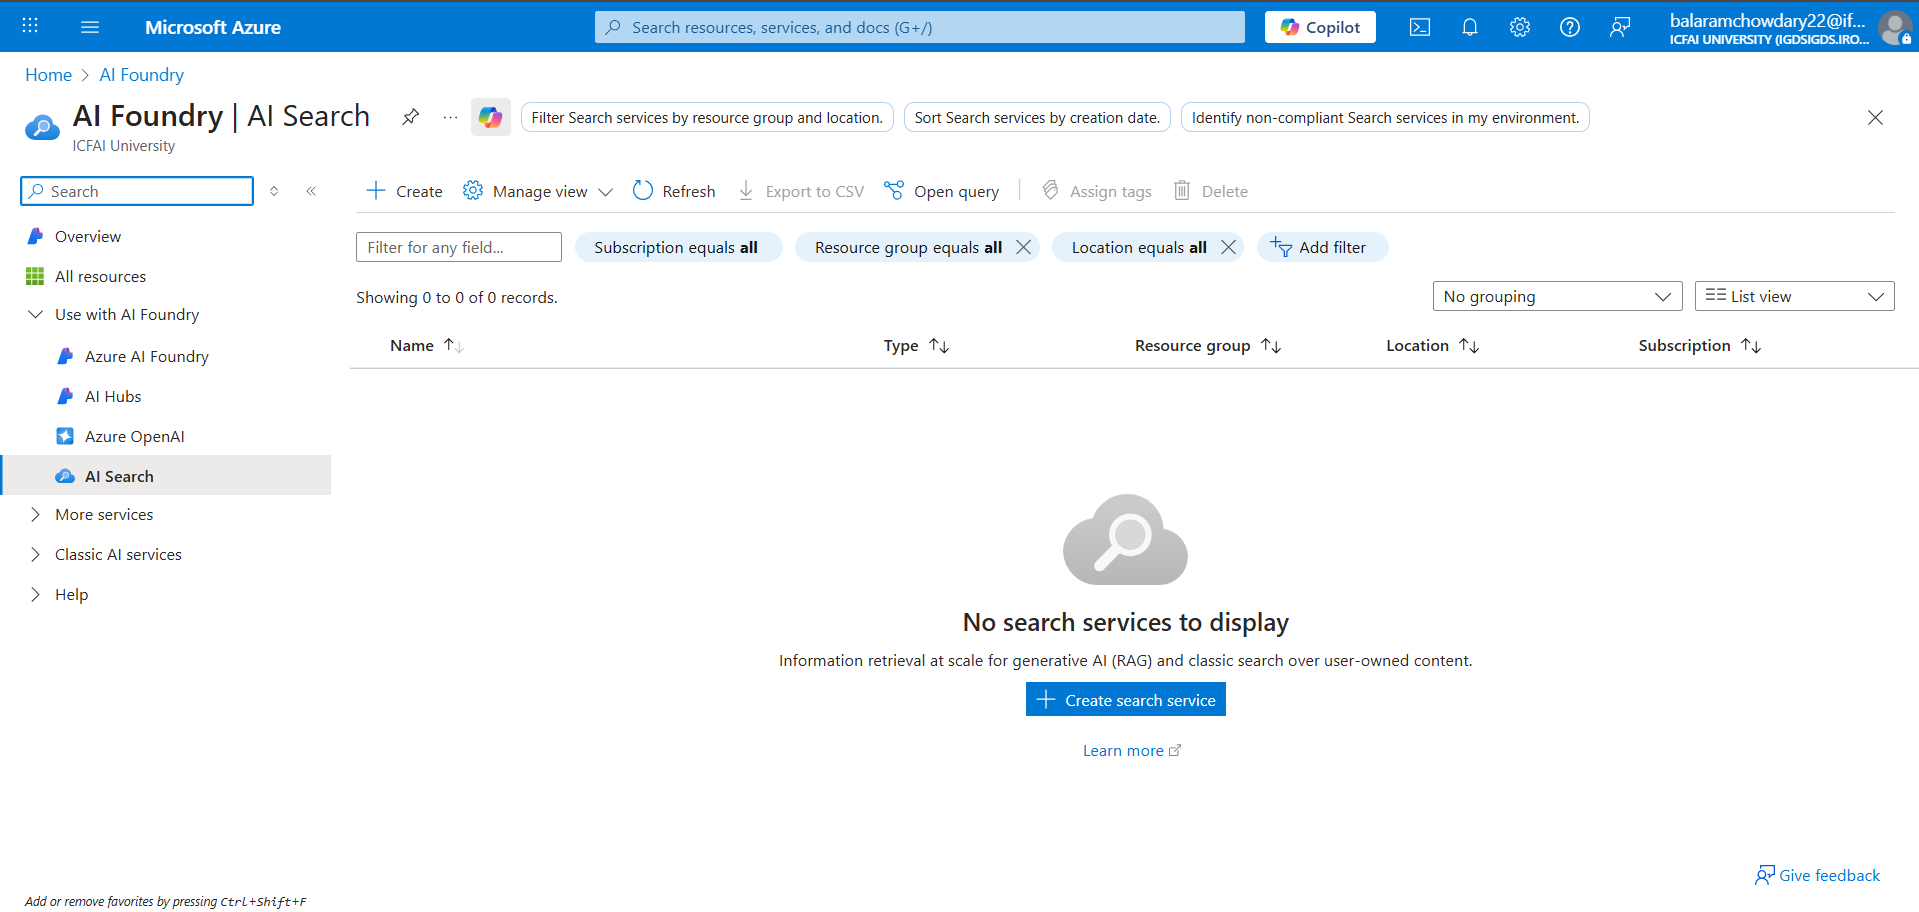 Microsoft Azure
Search resources, services, and docs (G+/)
Copilot
balaramchowdary22@if...
ICFAI UNIVERSITY (IGDSIGDS.IRO...
Home > AI Foundry
AI Foundry | AI Search
ICFAI University
...
Filter Search services by resource group and location.
Sort Search services by creation date.
Identify non-compliant Search services in my environment.
Search
Overview
All resources
Use with AI Foundry
Azure AI Foundry
AI Hubs
Azure OpenAI
AI Search
More services
Classic AI services
Help
Create
Manage view
Refresh
Export to CSV
Open query
Assign tags
Delete
Filter for any field...
Subscription equals all
Resource group equals all
Location equals all
Add filter
Showing 0 to 0 of 0 records.
No grouping
List view
Name
Type
Resource group
Location
Subscription
No search services to display
Information retrieval at scale for generative AI (RAG) and classic search over user-owned content.
Create search service
Learn more
Give feedback
Add or remove favorites by pressing Ctrl+Shift+F